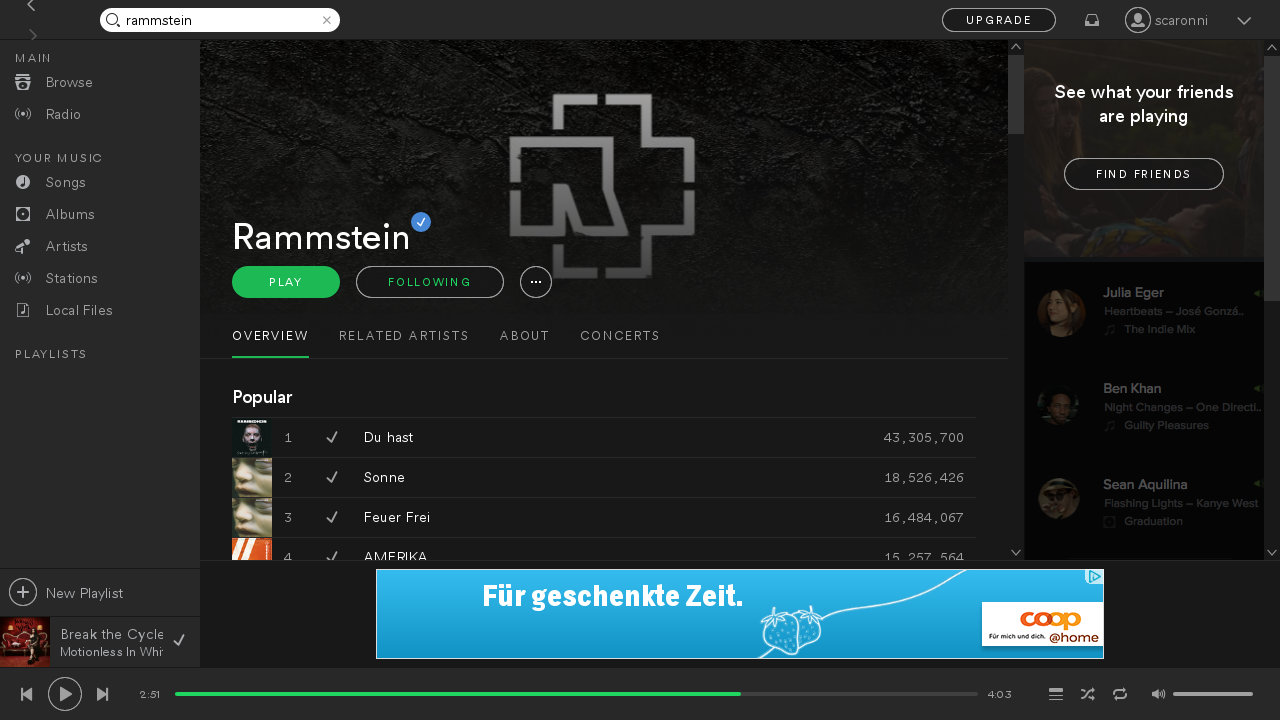 rammstein
UPGRADE
scaronni
MAIN
Browse
Radio
YOUR MUSIC
Songs
Albums
Artists
Stations
Local Files
PLAYLISTS
New Playlist
Break the Cycle
Motionless In Whi
Rammstein
PLAY
FOLLOWING
OVERVIEW
RELATED ARTISTS
ABOUT
CONCERTS
Popular
1 Du hast 43,305,700
2 Sonne 18,526,426
3 Feuer Frei 16,484,067
4 AMERIKA 15,257,564
See what your friends
are playing
FIND FRIENDS
Julia Eger
Heartbeats – José Gonzá..
The Indie Mix
Ben Khan
Night Changes – One Directi..
Guilty Pleasures
Sean Aquilina
Flashing Lights – Kanye West
Graduation
Für geschenkte Zeit.
coop
Für mich und dich.
@home
2:51
4:03